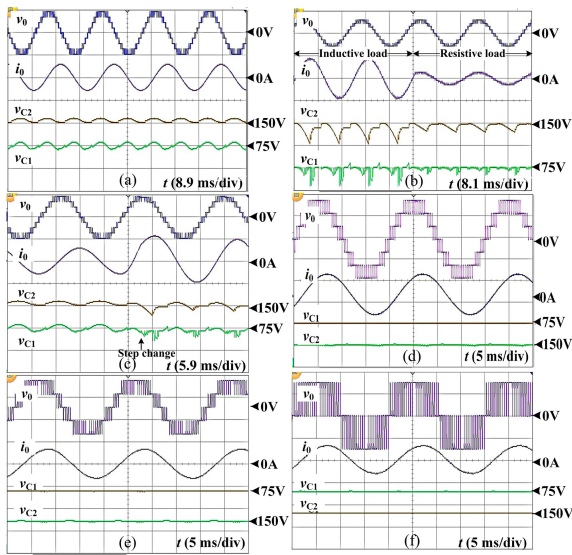 v0
0V
i0
0A
vC2
150V
75V
vC1
(a)
t (8.9 ms/div)
v0
0V
Inductive load
Resistive load
i0
0A
vC2
150V
vC1
75V
(b)
t (8.1 ms/div)
v0
0V
i0
0A
vC2
150V
75V
vC1
Step change
(c)
t (5.9 ms/div)
v0
0V
i0
0A
vC1
75V
vC2
150V
(d)
t (5 ms/div)
v0
0V
i0
0A
vC1
75V
vC2
150V
(e)
t (5 ms/div)
v0
0V
i0
0A
vC1
75V
vC2
150V
(f)
t (5 ms/div)